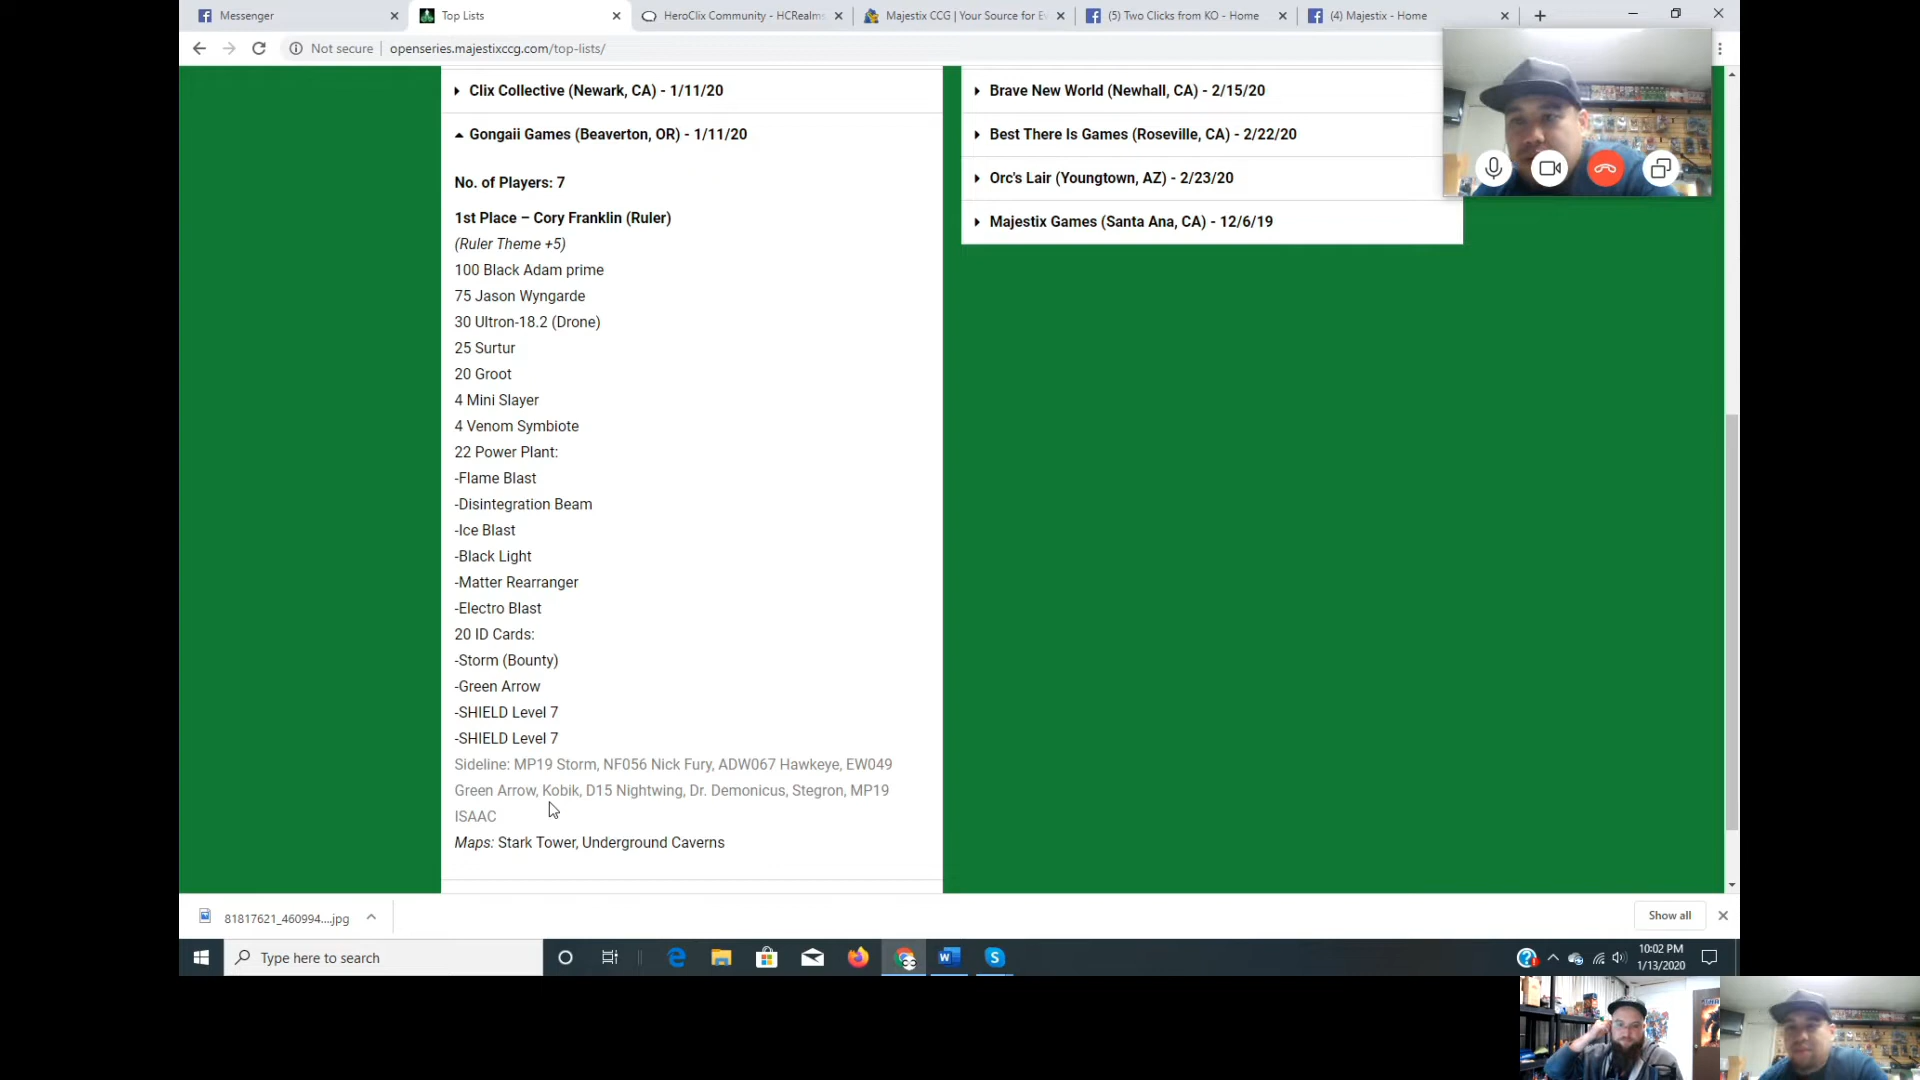 Messenger
Top Lists
HeroClix Community - HCRealms
Majestix CCG | Your Source for Ev
(5) Two Clicks from KO - Home
(4) Majestix - Home
Not secure
openseries.majestixccg.com/top-lists/
Clix Collective (Newark, CA) - 1/11/20
Gongaii Games (Beaverton, OR) - 1/11/20
No. of Players: 7
1st Place – Cory Franklin (Ruler)
(Ruler Theme +5)
100 Black Adam prime
75 Jason Wyngarde
30 Ultron-18.2 (Drone)
25 Surtur
20 Groot
4 Mini Slayer
4 Venom Symbiote
22 Power Plant:
-Flame Blast
-Disintegration Beam
-Ice Blast
-Black Light
-Matter Rearranger
-Electro Blast
20 ID Cards:
-Storm (Bounty)
-Green Arrow
-SHIELD Level 7
-SHIELD Level 7
Sideline: MP19 Storm, NF056 Nick Fury, ADW067 Hawkeye, EW049
Green Arrow, Kobik, D15 Nightwing, Dr. Demonicus, Stegron, MP19
ISAAC
Maps: Stark Tower, Underground Caverns
Brave New World (Newhall, CA) - 2/15/20
Best There Is Games (Roseville, CA) - 2/22/20
Orc's Lair (Youngtown, AZ) - 2/23/20
Majestix Games (Santa Ana, CA) - 12/6/19
81817621_460994....jpg
Show all
Type here to search
10:02 PM
1/13/2020